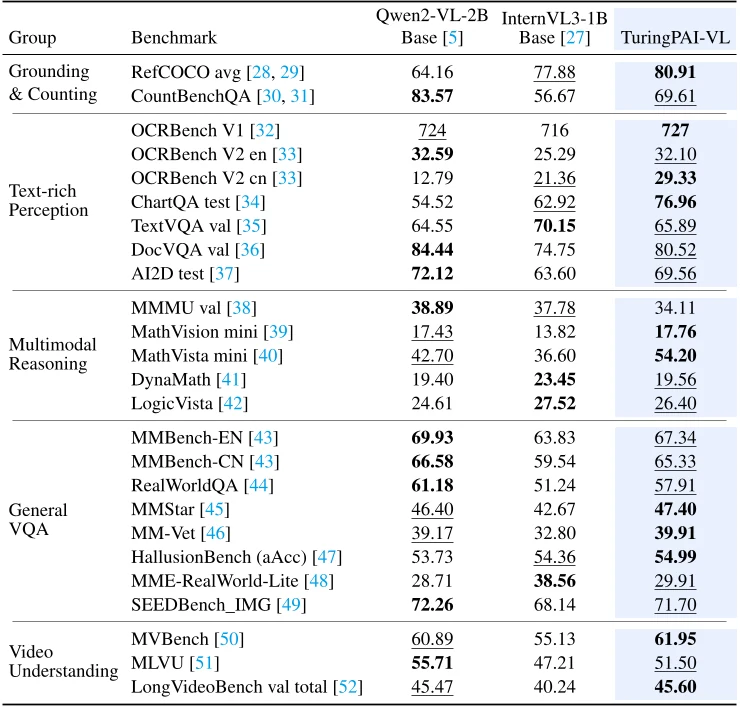 Qwen2-VL-2B InternVL3-1B
Group Benchmark Base [5] Base [27] TuringPAI-VL
Grounding & Counting
RefCOCO avg [28, 29] 64.16 77.88 80.91
CountBenchQA [30, 31] 83.57 56.67 69.61
Text-rich Perception
OCRBench V1 [32] 724 716 727
OCRBench V2 en [33] 32.59 25.29 32.10
OCRBench V2 cn [33] 12.79 21.36 29.33
ChartQA test [34] 54.52 62.92 76.96
TextVQA val [35] 64.55 70.15 65.89
DocVQA val [36] 84.44 74.75 80.52
AI2D test [37] 72.12 63.60 69.56
Multimodal Reasoning
MMMU val [38] 38.89 37.78 34.11
MathVision mini [39] 17.43 13.82 17.76
MathVista mini [40] 42.70 36.60 54.20
DynaMath [41] 19.40 23.45 19.56
LogicVista [42] 24.61 27.52 26.40
General VQA
MMBench-EN [43] 69.93 63.83 67.34
MMBench-CN [43] 66.58 59.54 65.33
RealWorldQA [44] 61.18 51.24 57.91
MMStar [45] 46.40 42.67 47.40
MM-Vet [46] 39.17 32.80 39.91
HallusionBench (aAcc) [47] 53.73 54.36 54.99
MME-RealWorld-Lite [48] 28.71 38.56 29.91
SEEDBench_IMG [49] 72.26 68.14 71.70
Video Understanding
MVBench [50] 60.89 55.13 61.95
MLVU [51] 55.71 47.21 51.50
LongVideoBench val total [52] 45.47 40.24 45.60